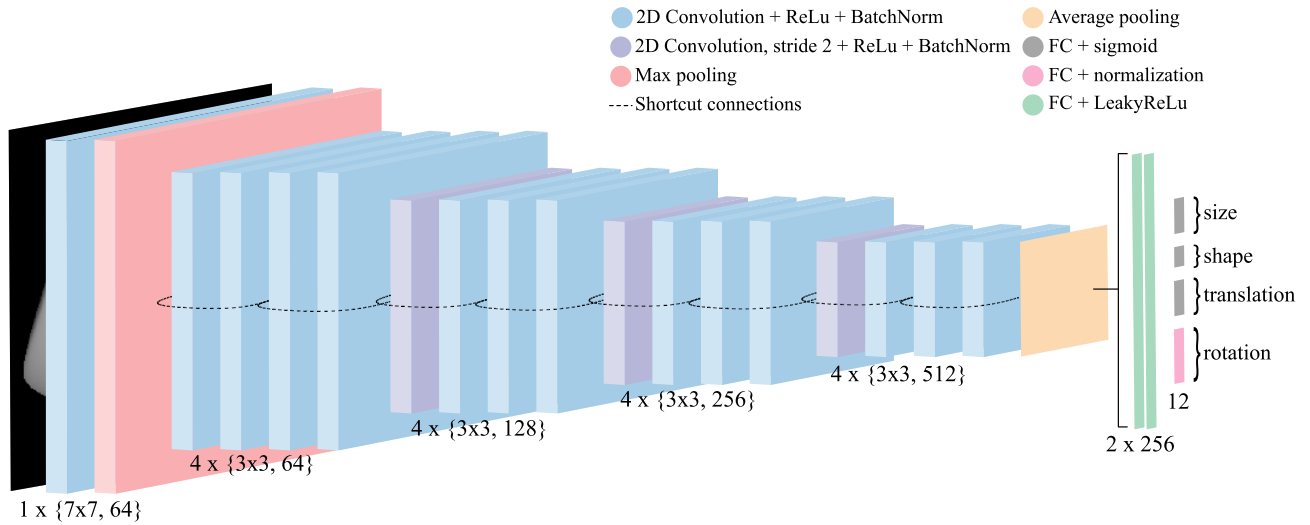 2D Convolution + ReLu + BatchNorm
2D Convolution, stride 2 + ReLu + BatchNorm
Max pooling
Shortcut connections
Average pooling
FC + sigmoid
FC + normalization
FC + LeakyReLu
1 x {7x7, 64}
4 x {3x3, 64}
4 x {3x3, 128}
4 x {3x3, 256}
4 x {3x3, 512}
2 x 256
size
shape
translation
rotation
12